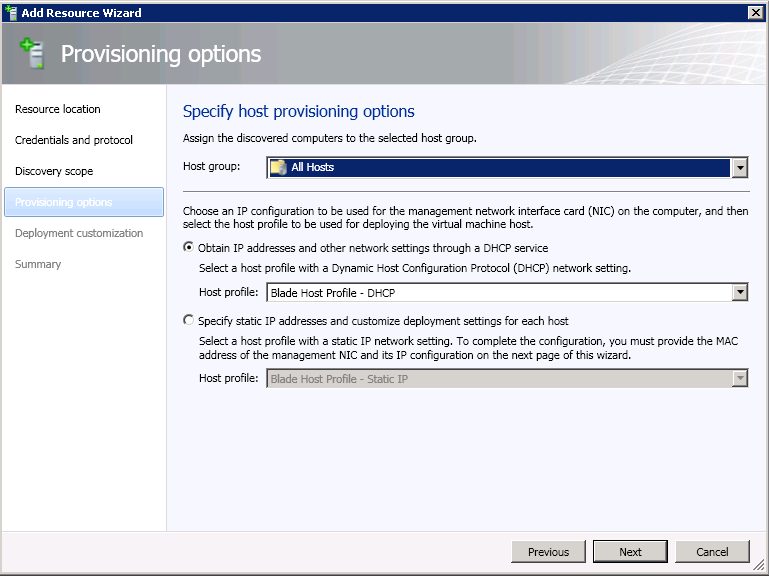 Add Resource Wizard
Provisioning options
Resource location
Credentials and protocol
Discovery scope
Provisioning options
Deployment customization
Summary
Specify host provisioning options
Assign the discovered computers to the selected host group.
Host group: All Hosts
Choose an IP configuration to be used for the management network interface card (NIC) on the computer, and then
select the host profile to be used for deploying the virtual machine host.
Obtain IP addresses and other network settings through a DHCP service
Select a host profile with a Dynamic Host Configuration Protocol (DHCP) network setting.
Host profile: Blade Host Profile - DHCP
Specify static IP addresses and customize deployment settings for each host
Select a host profile with a static IP network setting. To complete the configuration, you must provide the MAC
address of the management NIC and its IP configuration on the next page of this wizard.
Host profile: Blade Host Profile - Static IP
Previous Next Cancel